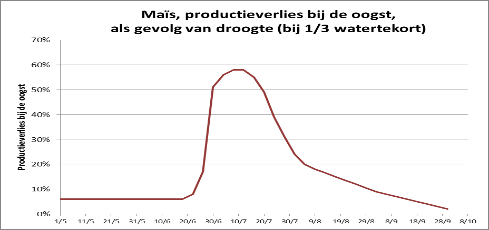 Maïs, productieverlies bij de oogst,
als gevolg van droogte (bij 1/3 watertekort)
Productieverlies bij de oogst
70%
60%
50%
40%
30%
20%
10%
0%
1/5 11/5 21/5 31/5 10/6 20/6 30/6 10/7 20/7 30/7 9/8 19/8 29/8 8/9 18/9 28/9 8/10